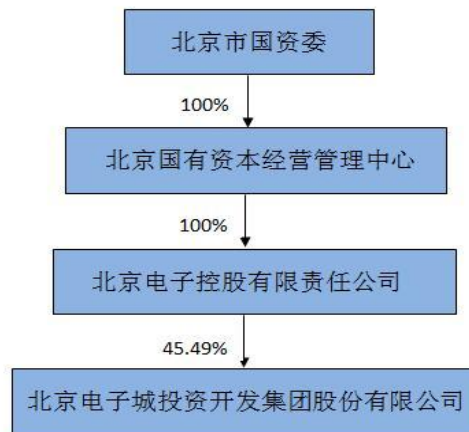 北京市国资委
100%
北京国有资本经营管理中心
100%
北京电子控股有限责任公司
45.49%
北京电子城投资开发集团股份有限公司